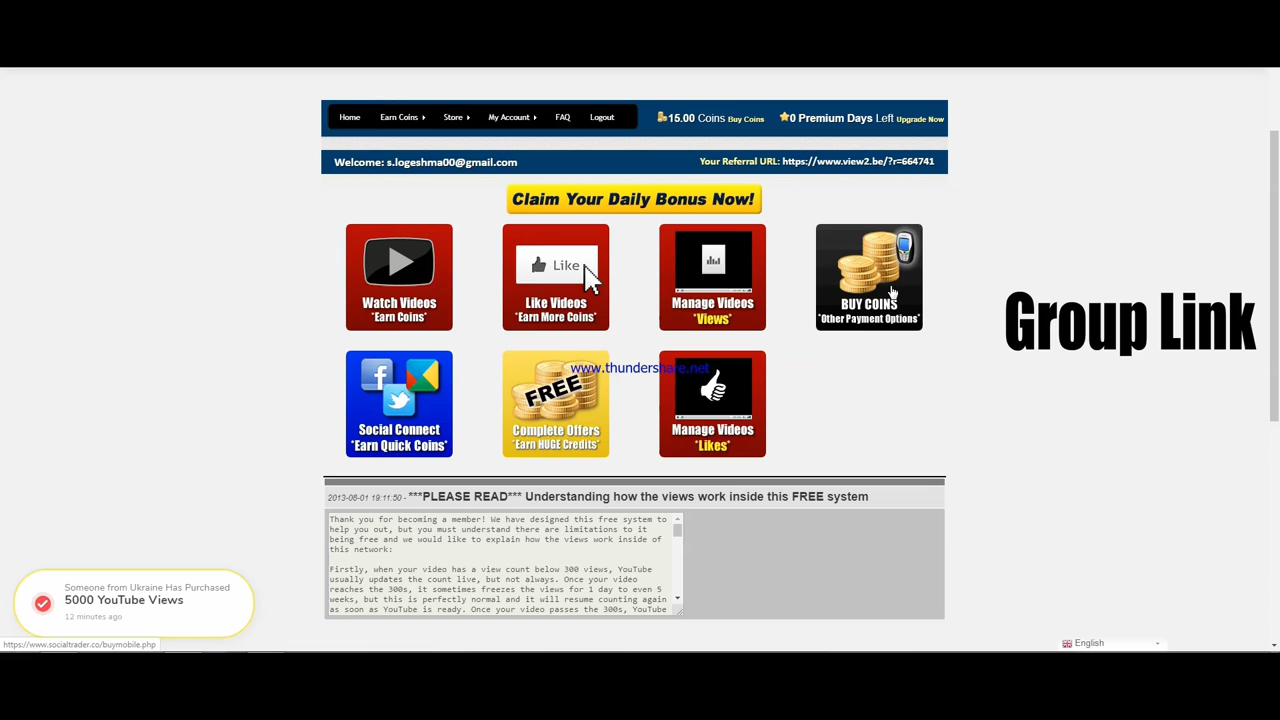 Home
Earn Coins
Store
My Account
FAQ
Logout
15.00 Coins Buy Coins
0 Premium Days Left Upgrade Now
Welcome: s.logeshma00@gmail.com
Your Referral URL: https://www.view2.be/?r=664741
Claim Your Daily Bonus Now!
Watch Videos
*Earn Coins*
Like
Like Videos
*Earn More Coins*
Manage Videos
*Views*
BUY COINS
*Other Payment Options*
Group Link
www.thundershare.net
Social Connect
*Earn Quick Coins*
FREE
Complete Offers
*Earn HUGE Credits*
Manage Videos
*Likes*
2013-08-01 19:11:50 - ***PLEASE READ*** Understanding how the views work inside this FREE system
Thank you for becoming a member! We have designed this free system to
help you out, but you must understand there are limitations to it
being free and we would like to explain how the views work inside of
this network:
Firstly, when your video has a view count below 300 views, YouTube
usually updates the count live, but not always. Once your video
reaches the 300s, it sometimes freezes the views for 1 day to even 5
weeks, but this is perfectly normal and it will resume counting again
as soon as YouTube is ready. Once your video passes the 300s, YouTube
Someone from Ukraine Has Purchased
5000 YouTube Views
12 minutes ago
https://www.socialtrader.co/buymobile.php
English